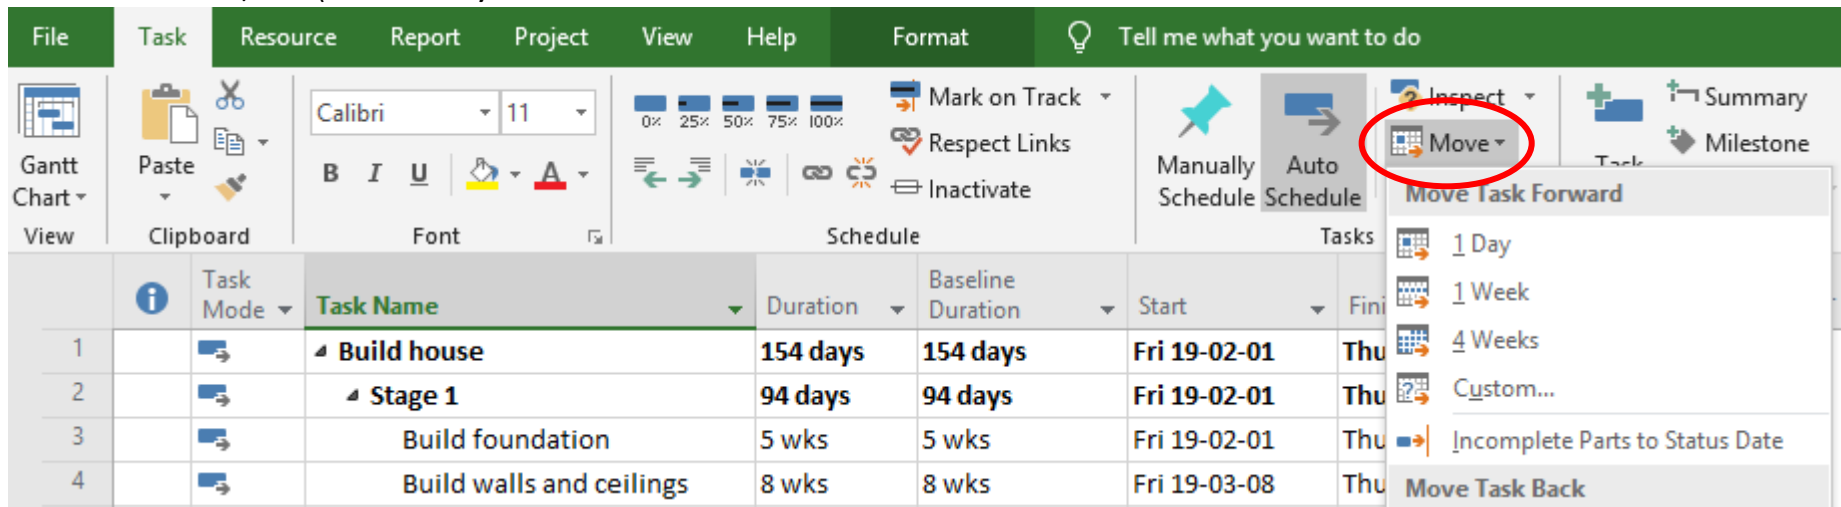 File Task Resource Report Project View Help Format Tell me what you want to do
Calibri 11 0% 25% 50% 75% 100% Mark on Track Inspect Summary
Respect Links Move Milestone
Gantt Chart Paste B I U A Inactivate Manually Schedule Auto Schedule Task
View Clipboard Font Schedule Tasks
Move Task Forward
1 Day
1 Week
4 Weeks
Custom...
Incomplete Parts to Status Date
Move Task Back
Task Mode Task Name Duration Baseline Duration Start Fini
1 Build house 154 days 154 days Fri 19-02-01 Thu
2 Stage 1 94 days 94 days Fri 19-02-01 Thu
3 Build foundation 5 wks 5 wks Fri 19-02-01 Thu
4 Build walls and ceilings 8 wks 8 wks Fri 19-03-08 Thu